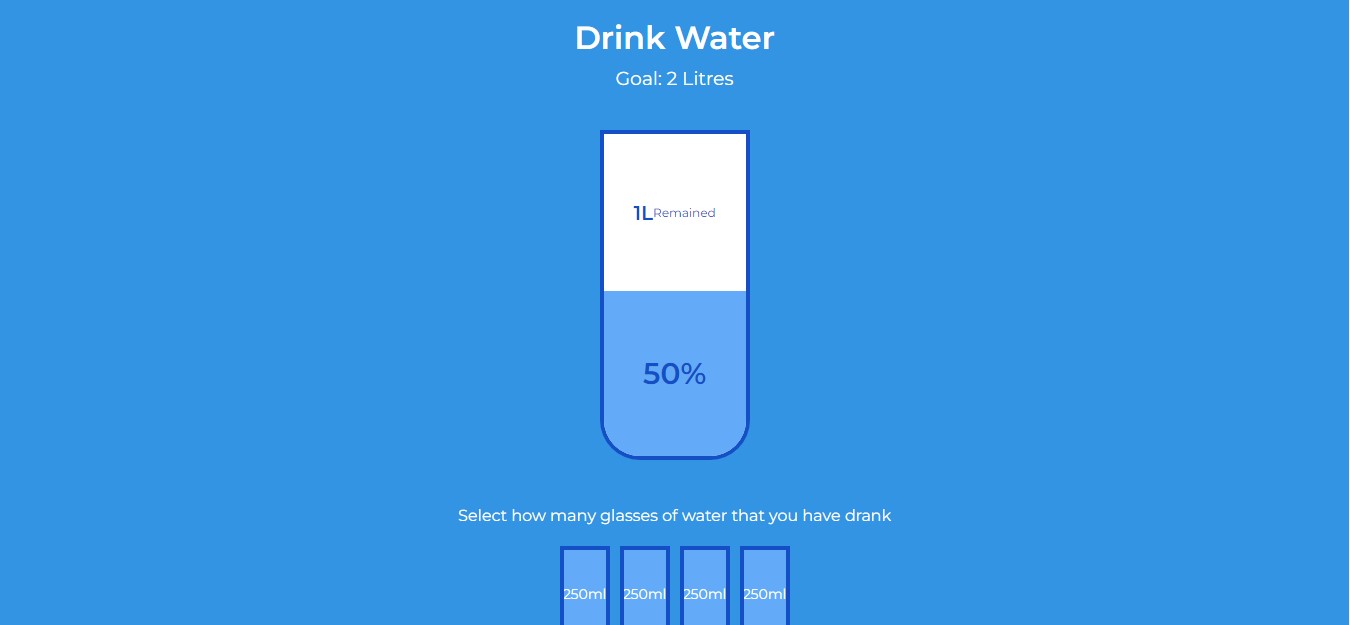 Drink Water
Goal: 2 Litres
1L Remained
50%
Select how many glasses of water that you have drank
250ml 250ml 250ml 250ml